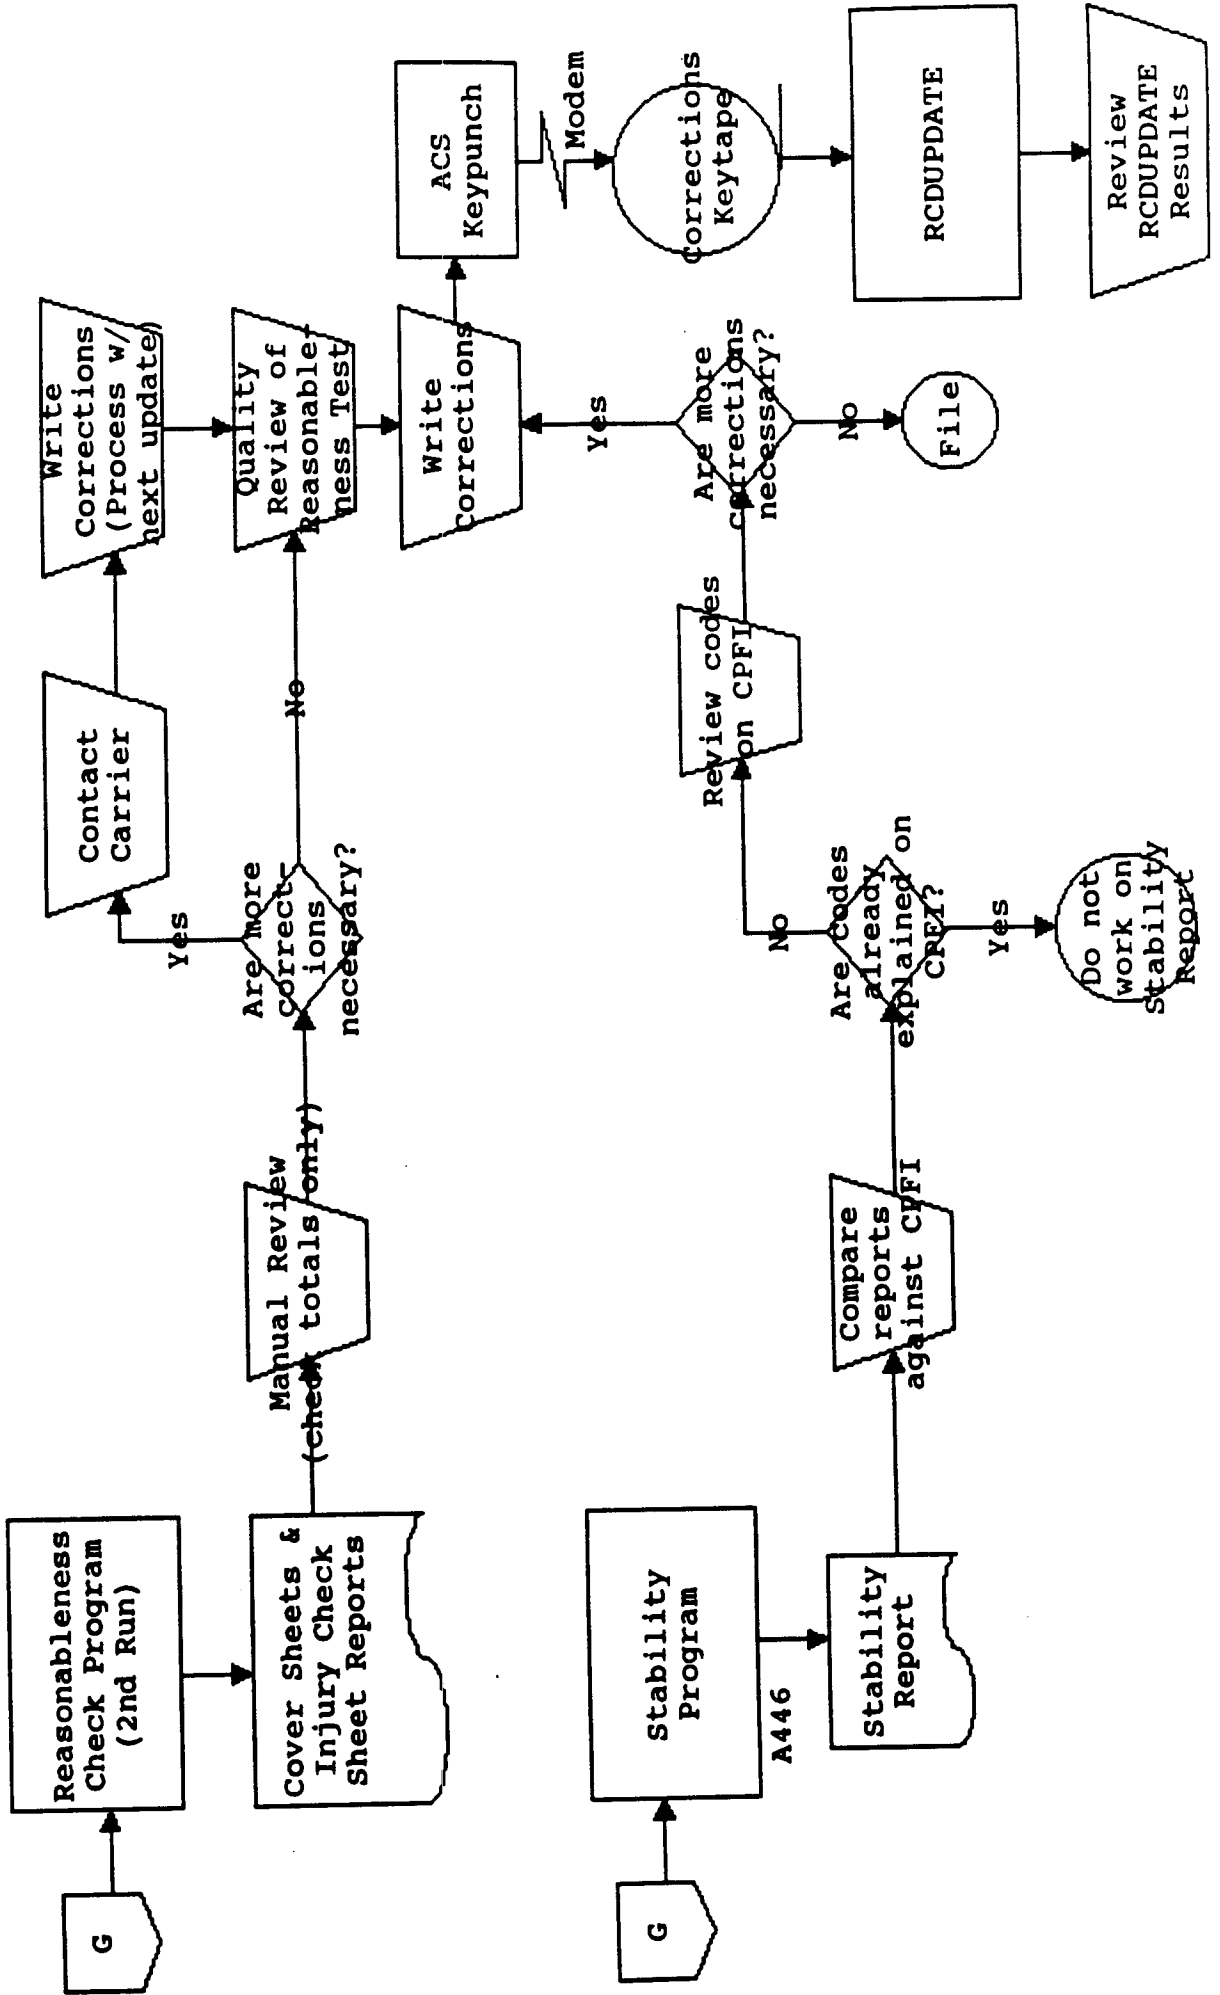 G
Reasonableness
Check Program
(2nd Run)
Cover Sheets &
Injury Check
Sheet Reports
Manual Review
(check totals only)
Are more
correct-
ions
necessary?
Yes
No
Contact
Carrier
Write
Corrections
(Process w/
next update)
Quality
Review of
Reasonable-
ness Test
Write
Corrections
ACS
Keypunch
Modem
Corrections
Keytape
RCDUPDATE
Review
RCDUPDATE
Results
G
Stability
Program
A446
Stability
Report
Compare
reports
against CPFI
Are codes
already
explained on
CPFI?
No
Yes
Do not
work on
Stability
Report
Review codes
on CPFI
Are more
corrections
necessary?
Yes
No
File